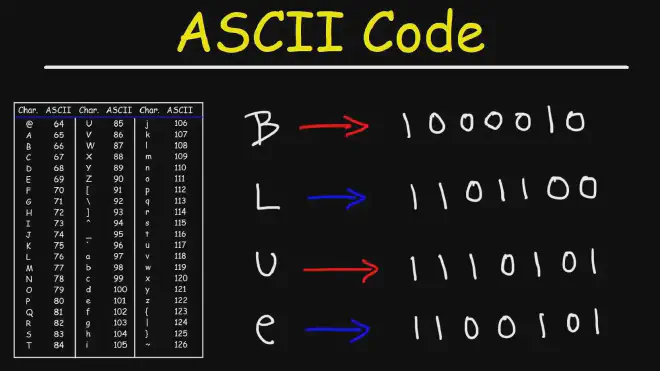 ASCII Code
Char. ASCII Char. ASCII Char. ASCII
@ 64 U 85 j 106
A 65 V 86 k 107
B 66 W 87 l 108
C 67 X 88 m 109
D 68 Y 89 n 110
E 69 Z 90 o 111
F 70 [ 91 p 112
G 71 \ 92 q 113
H 72 ] 93 r 114
I 73 ^ 94 s 115
J 74 _ 95 t 116
K 75 ` 96 u 117
L 76 a 97 v 118
M 77 b 98 w 119
N 78 c 99 x 120
O 79 d 100 y 121
P 80 e 101 z 122
Q 81 f 102 { 123
R 82 g 103 | 124
S 83 h 104 } 125
T 84 i 105 ~ 126
B → 1000010
L → 1101100
U → 1110101
e → 1100101